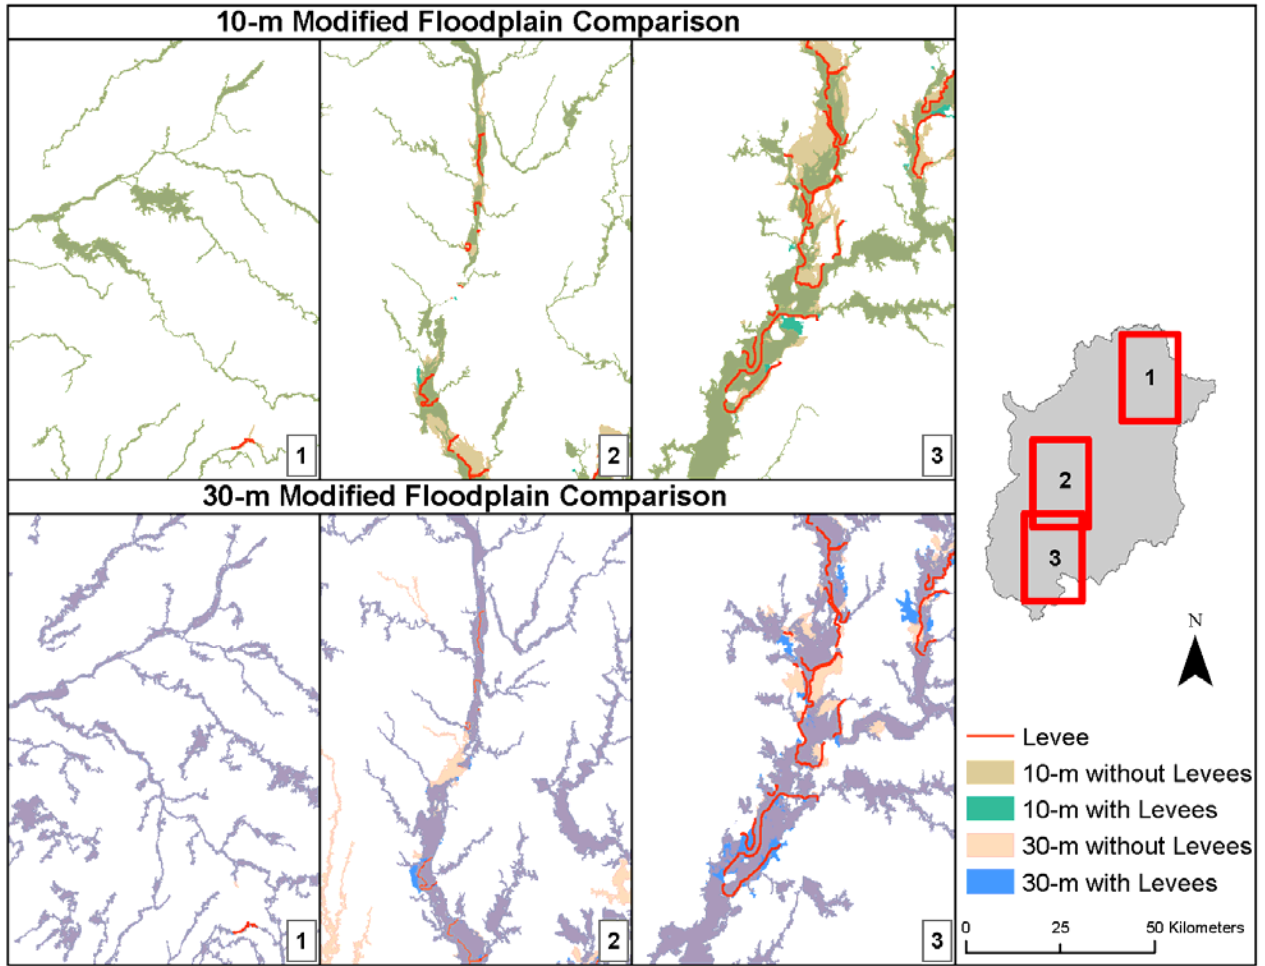 10-m Modified Floodplain Comparison
1
2
3
30-m Modified Floodplain Comparison
1
2
3
1
2
3
N
Levee
10-m without Levees
10-m with Levees
30-m without Levees
30-m with Levees
0 25 50 Kilometers